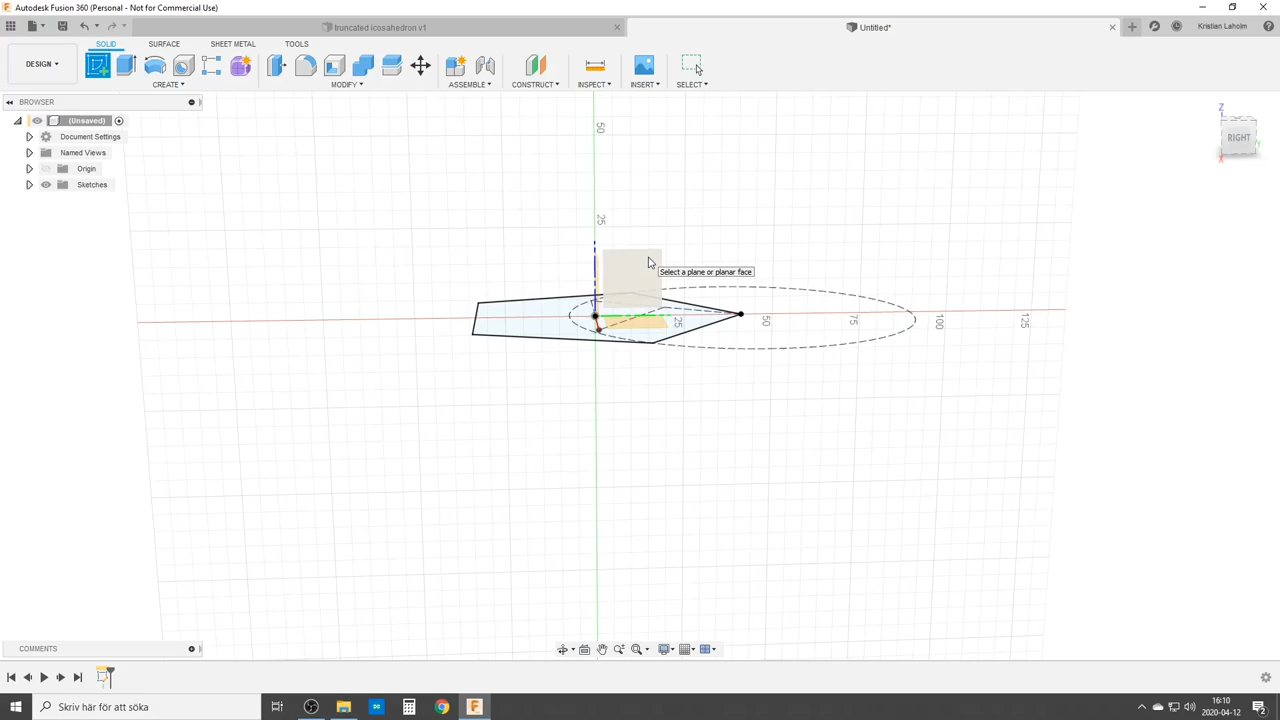 Autodesk Fusion 360 (Personal - Not for Commercial Use)
truncated icosahedron v1
Untitled*
Kristian Laholm
SOLID SURFACE SHEET METAL TOOLS
DESIGN
CREATE MODIFY ASSEMBLE CONSTRUCT INSPECT INSERT SELECT
BROWSER
(Unsaved)
Document Settings
Named Views
Origin
Sketches
Z
RIGHT
Y
X
50
25
Select a plane or planar face
25 50 75 100 125
COMMENTS
1
Skriv här för att söka
16:10
2020-04-12
2